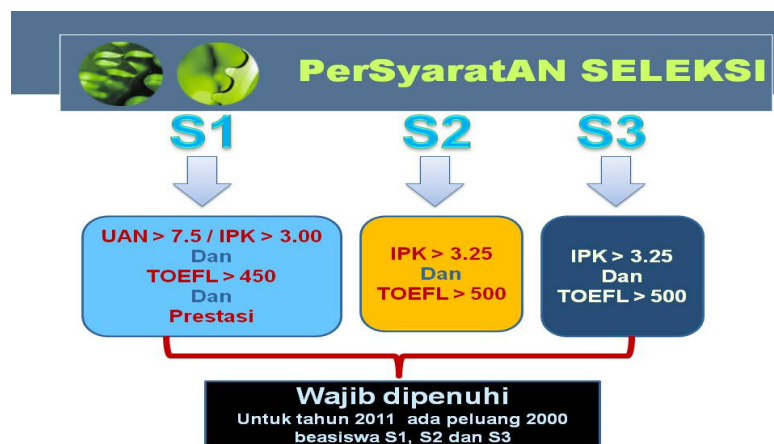 PerSyaratAN SELEKSI
S1
S2
S3
UAN > 7.5 / IPK > 3.00
Dan
TOEFL > 450
Dan
Prestasi
IPK > 3.25
Dan
TOEFL > 500
IPK > 3.25
Dan
TOEFL > 500
Wajib dipenuhi
Untuk tahun 2011 ada peluang 2000
beasiswa S1, S2 dan S3